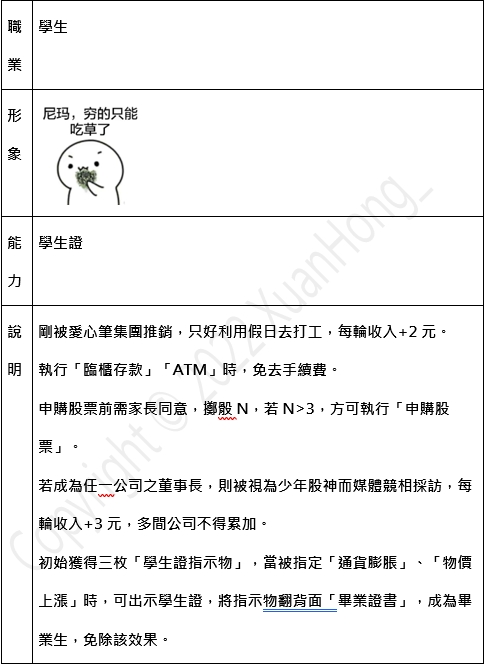 職業
學生
形象
尼玛，穷的只能
吃草了
能力
學生證
說明
剛被愛心筆集團推銷，只好利用假日去打工，每輪收入+2 元。
執行「臨櫃存款」「ATM」時，免去手續費。
申購股票前需家長同意，擲骰 N，若 N>3，方可執行「申購股
票」。
若成為任一公司之董事長，則被視為少年股神而媒體競相採訪，每
輪收入+3 元，多間公司不得累加。
初始獲得三枚「學生證指示物」，當被指定「通貨膨脹」、「物價
上漲」時，可出示學生證，將指示物翻背面「畢業證書」，成為畢
業生，免除該效果。
Copyright © 2022 XuanHong_